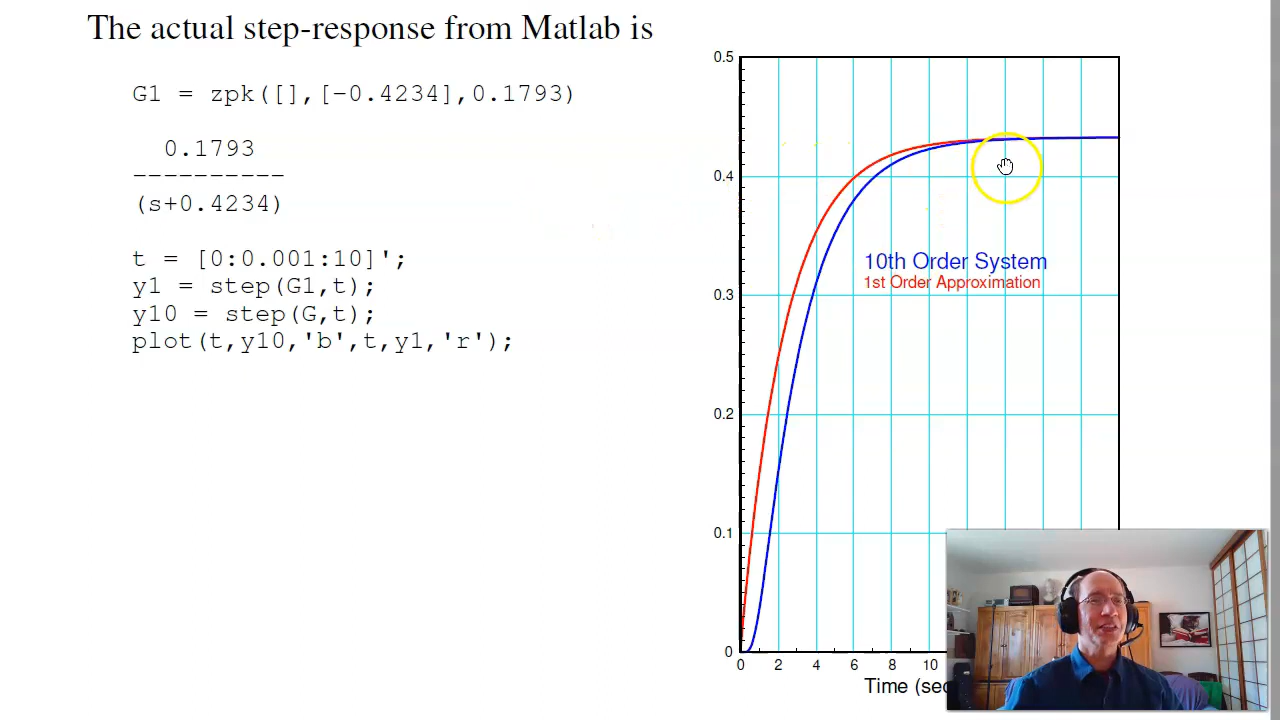 The actual step-response from Matlab is
G1 = zpk([],[-0.4234],0.1793)
0.1793
----------
(s+0.4234)
t = [0:0.001:10]';
y1 = step(G1,t);
y10 = step(G,t);
plot(t,y10,'b',t,y1,'r');
0.5
0.4
0.3
0.2
0.1
0
10th Order System
1st Order Approximation
0 2 4 6 8 10
Time (sec